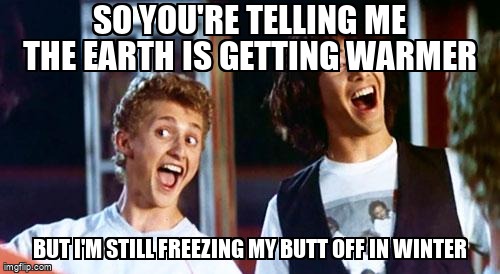 SO YOU'RE TELLING ME
THE EARTH IS GETTING WARMER
BUT I'M STILL FREEZING MY BUTT OFF IN WINTER
imgflip.com